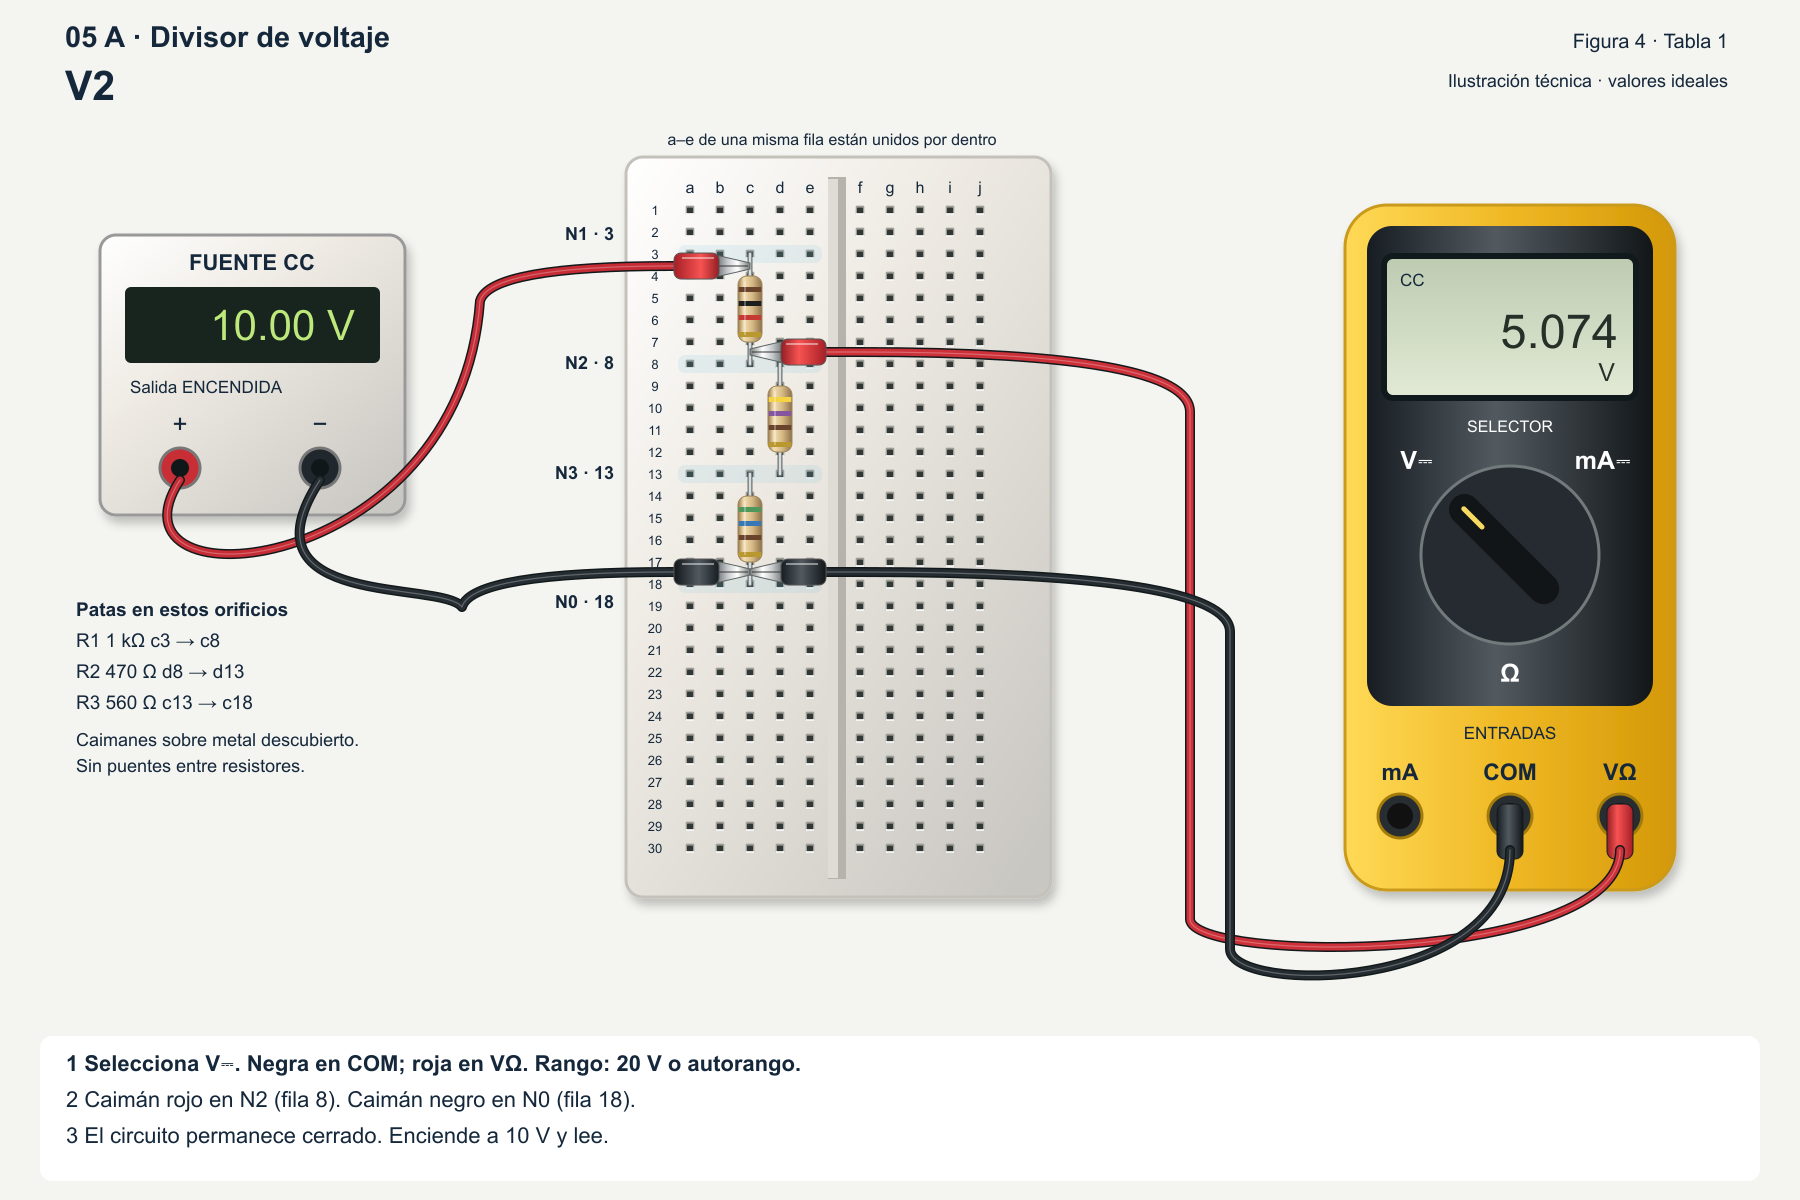 05 A · Divisor de voltaje
V2
Figura 4 · Tabla 1
Ilustración técnica · valores ideales
a–e de una misma fila están unidos por dentro
a b c d e f g h i j
1
2
3
4
5
6
7
8
9
10
11
12
13
14
15
16
17
18
19
20
21
22
23
24
25
26
27
28
29
30
N1 · 3
N2 · 8
N3 · 13
N0 · 18
FUENTE CC
10.00 V
Salida ENCENDIDA
+ −
Patas en estos orificios
R1 1 kΩ c3 → c8
R2 470 Ω d8 → d13
R3 560 Ω c13 → c18
Caimanes sobre metal descubierto.
Sin puentes entre resistores.
CC
5.074
V
SELECTOR
V⎓ mA⎓
Ω
ENTRADAS
mA COM VΩ
1 Selecciona V⎓. Negra en COM; roja en VΩ. Rango: 20 V o autorango.
2 Caimán rojo en N2 (fila 8). Caimán negro en N0 (fila 18).
3 El circuito permanece cerrado. Enciende a 10 V y lee.